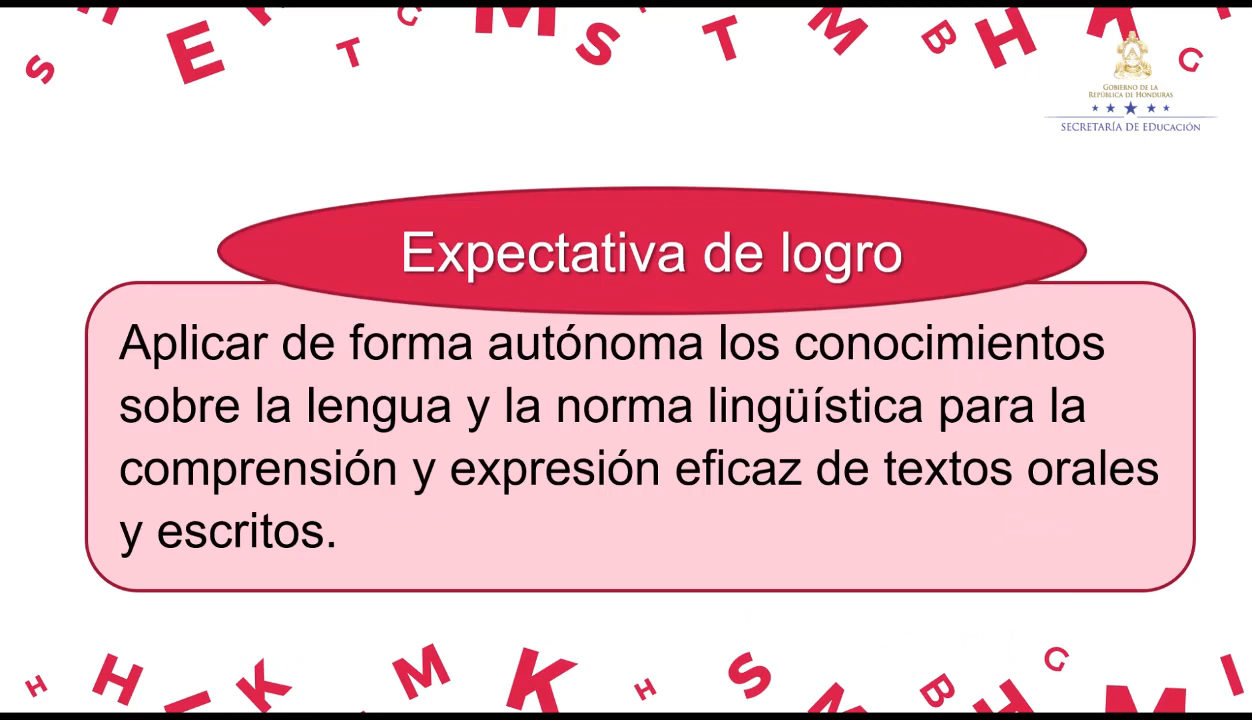 GOBIERNO DE LA
REPÚBLICA DE HONDURAS
SECRETARÍA DE EDUCACIÓN
Expectativa de logro
Aplicar de forma autónoma los conocimientos
sobre la lengua y la norma lingüística para la
comprensión y expresión eficaz de textos orales
y escritos.